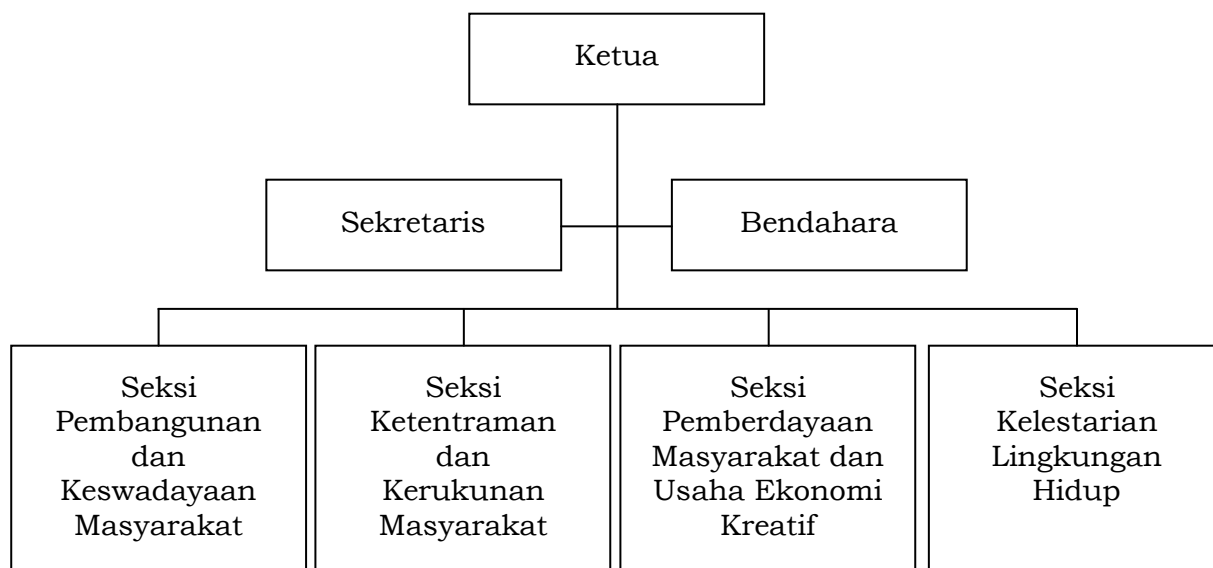 Ketua
Sekretaris
Bendahara
Seksi
Pembangunan
dan
Keswadayaan
Masyarakat
Seksi
Ketentraman
dan
Kerukunan
Masyarakat
Seksi
Pemberdayaan
Masyarakat dan
Usaha Ekonomi
Kreatif
Seksi
Kelestarian
Lingkungan
Hidup